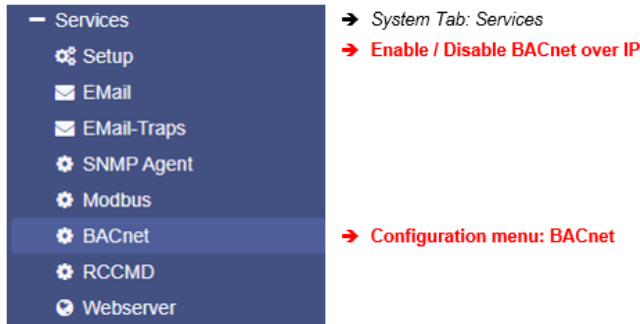 Services → System Tab: Services
Setup → Enable / Disable BACnet over IP
EMail
EMail-Traps
SNMP Agent
Modbus
BACnet → Configuration menu: BACnet
RCCMD
Webserver